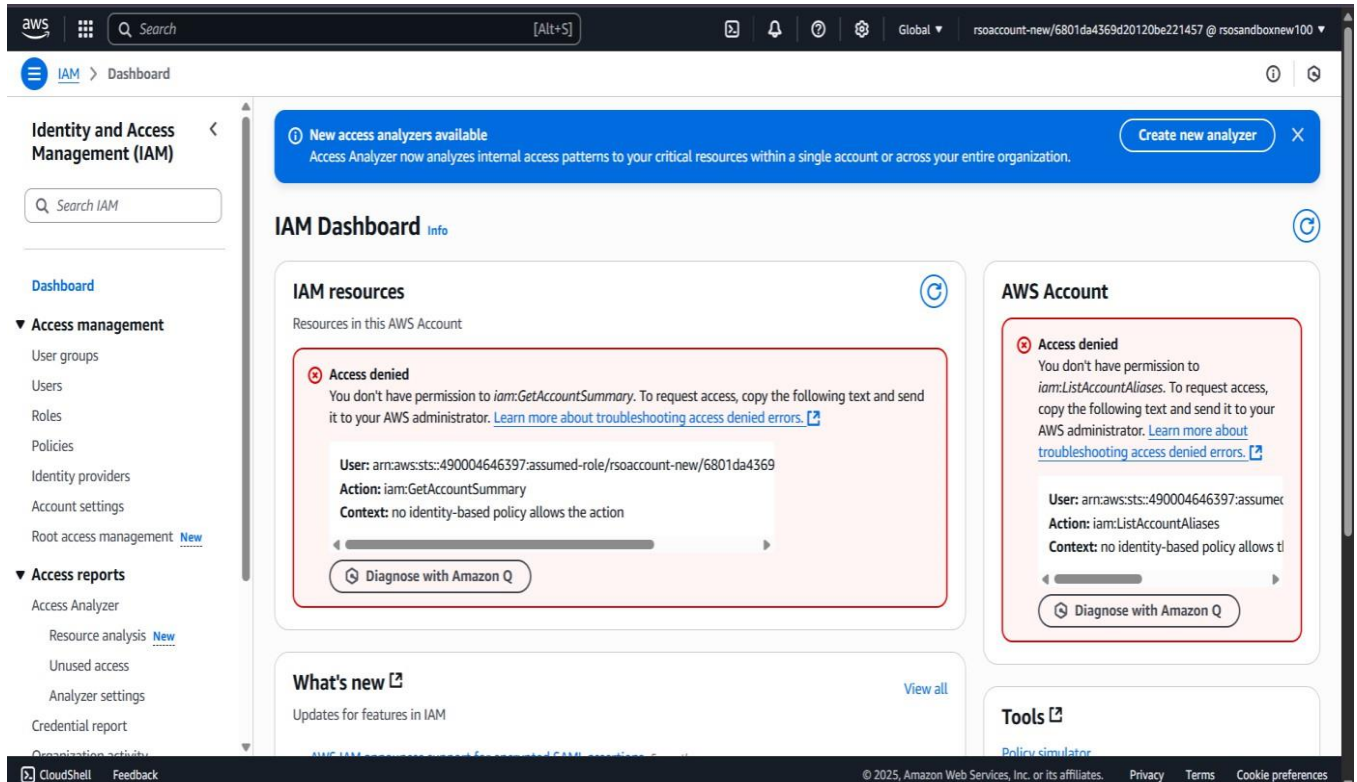 aws
Search
[Alt+S]
Global
rsoaccount-new/6801da4369d20120be221457 @ rsosandboxnew100
IAM > Dashboard
Identity and Access
Management (IAM)
Search IAM
Dashboard
Access management
User groups
Users
Roles
Policies
Identity providers
Account settings
Root access management New
Access reports
Access Analyzer
Resource analysis New
Unused access
Analyzer settings
Credential report
Organization activity
New access analyzers available
Access Analyzer now analyzes internal access patterns to your critical resources within a single account or across your entire organization.
Create new analyzer
IAM Dashboard Info
IAM resources
Resources in this AWS Account
Access denied
You don't have permission to iam:GetAccountSummary. To request access, copy the following text and send
it to your AWS administrator. Learn more about troubleshooting access denied errors.
User: arn:aws:sts::490004646397:assumed-role/rsoaccount-new/6801da4369
Action: iam:GetAccountSummary
Context: no identity-based policy allows the action
Diagnose with Amazon Q
What's new
View all
Updates for features in IAM
AWS IAM announces support for encrypted SAML assertions
AWS Account
Access denied
You don't have permission to
iam:ListAccountAliases. To request access,
copy the following text and send it to your
AWS administrator. Learn more about
troubleshooting access denied errors.
User: arn:aws:sts::490004646397:assumed
Action: iam:ListAccountAliases
Context: no identity-based policy allows
Diagnose with Amazon Q
Tools
Policy simulator
CloudShell
Feedback
© 2025, Amazon Web Services, Inc. or its affiliates.
Privacy
Terms
Cookie preferences